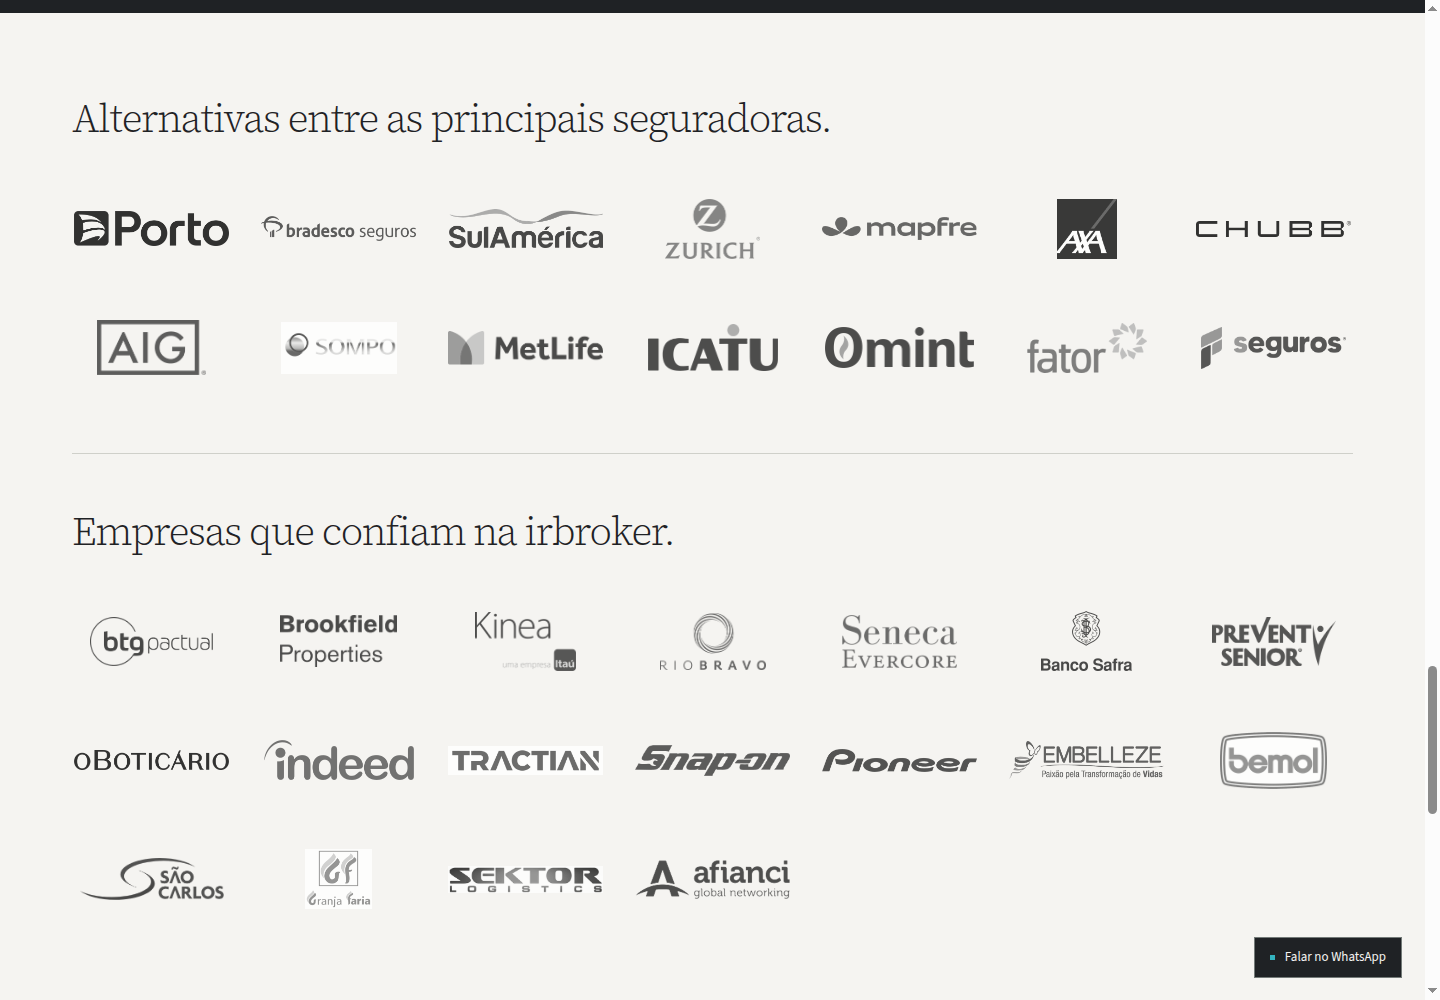 Alternativas entre as principais seguradoras.
Porto
bradesco seguros
SulAmérica
Z
ZURICH®
mapfre
AXA
CHUBB®
AIG®
SOMPO
MetLife
ICATU
Omint
fator
seguros
Empresas que confiam na irbroker.
btg pactual
Brookfield
Properties
Kinea
uma empresa Itaú
RIO BRAVO
Seneca
Evercore
Banco Safra
PREVENT
SENIOR®
oBoticário
indeed
TRACTIAN
Snap-on
Pioneer
EMBELLEZE
Paixão pela Transformação de Vidas
bemol
SÃO
CARLOS
GF
Granja Faria
SEKTOR
LOGISTICS
afianci
global networking
Falar no WhatsApp